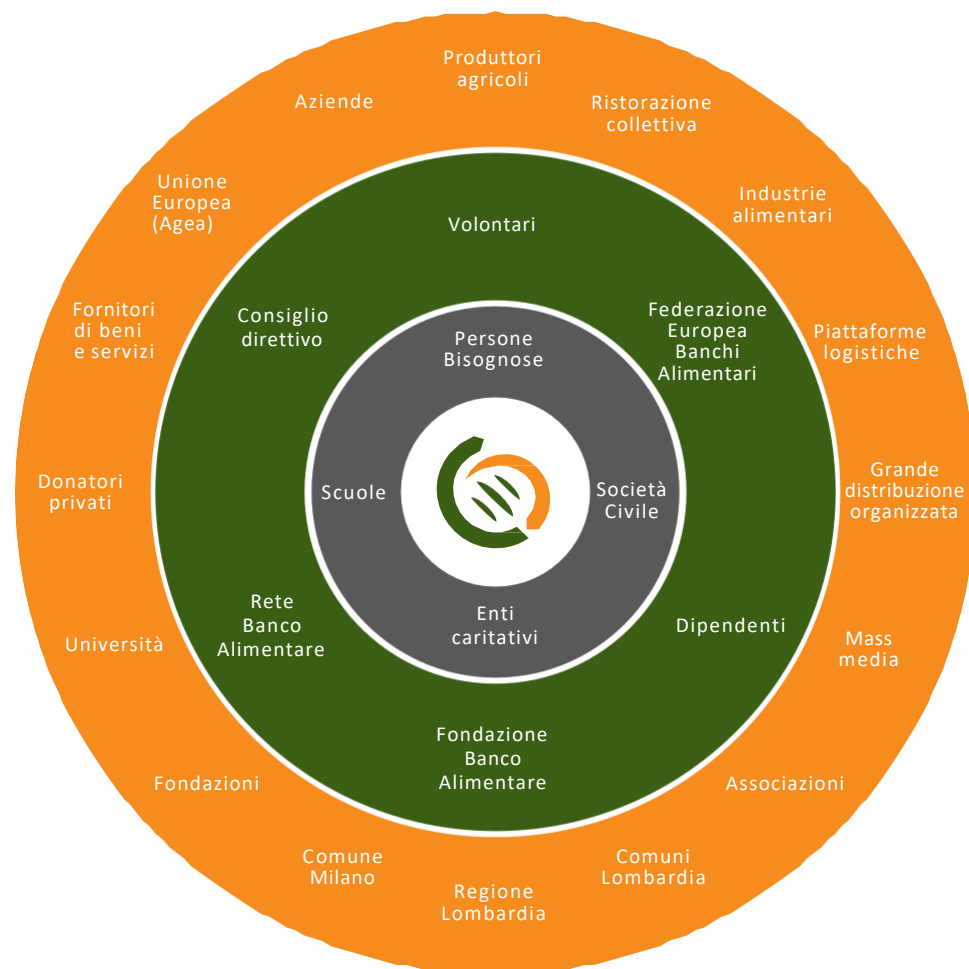 Produttori
agricoli
Aziende
Ristorazione
collettiva
Unione
Europea
(Agea)
Industrie
alimentari
Volontari
Fornitori
di beni
e servizi
Consiglio
direttivo
Federazione
Europea
Banchi
Alimentari
Piattaforme
logistiche
Persone
Bisognose
Donatori
privati
Scuole
Società
Civile
Grande
distribuzione
organizzata
Rete
Banco
Alimentare
Enti
caritativi
Dipendenti
Università
Mass
media
Fondazione
Banco
Alimentare
Fondazioni
Associazioni
Comune
Milano
Regione
Lombardia
Comuni
Lombardia